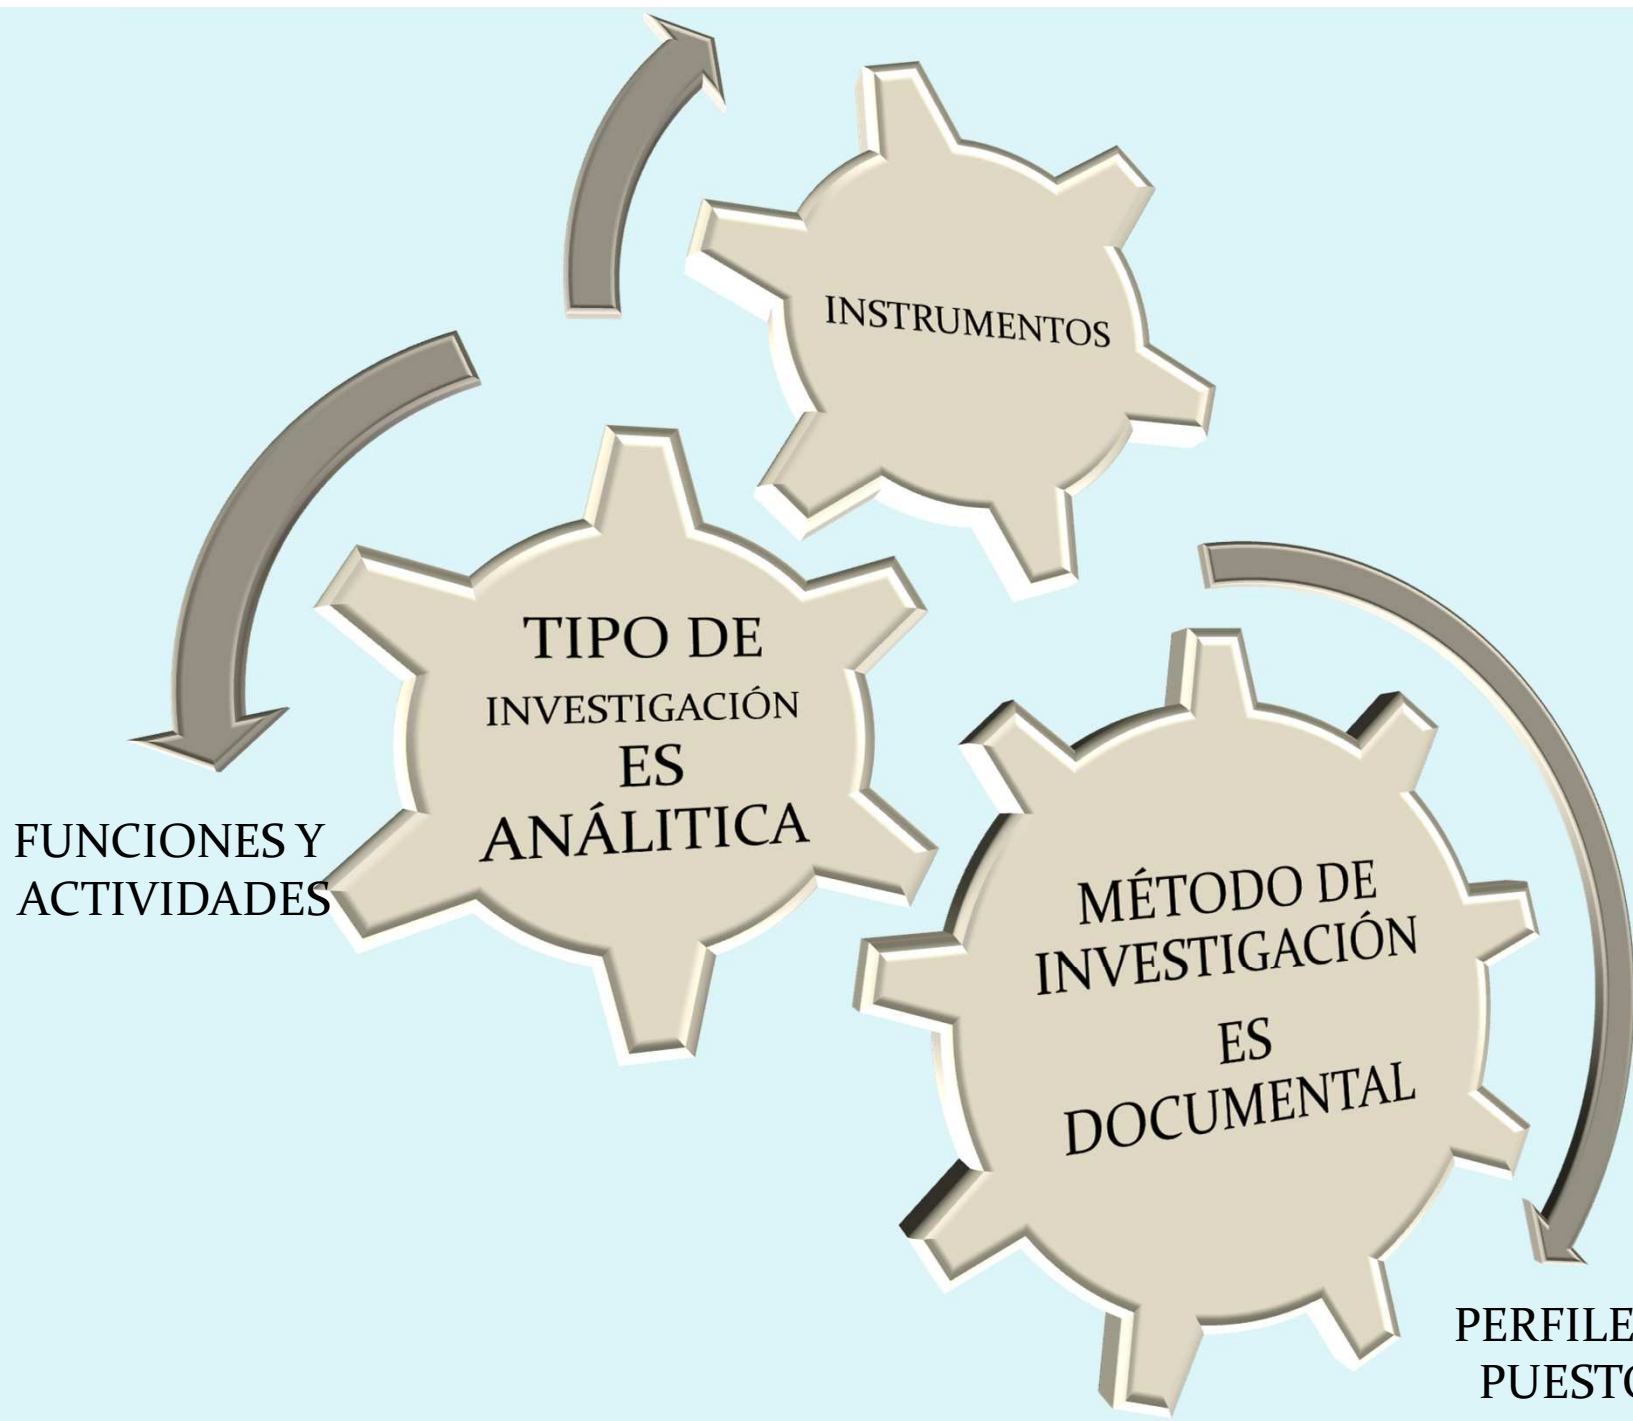 INSTRUMENTOS
TIPO DE
INVESTIGACIÓN
ES
ANÁLITICA
FUNCIONES Y
ACTIVIDADES
MÉTODO DE
INVESTIGACIÓN
ES
DOCUMENTAL